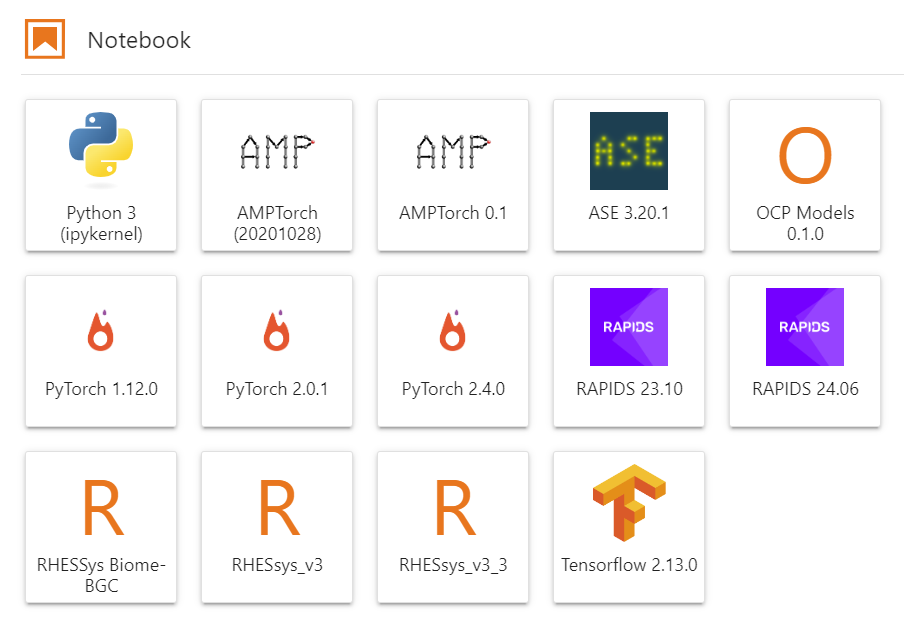 Notebook
AMP
AMP
ASE
O
Python 3
(ipykernel)
AMPTorch
(20201028)
AMPTorch 0.1
ASE 3.20.1
OCP Models
0.1.0
RAPIDS
RAPIDS
PyTorch 1.12.0
PyTorch 2.0.1
PyTorch 2.4.0
RAPIDS 23.10
RAPIDS 24.06
R
R
R
RHESSys Biome-
BGC
RHESsys_v3
RHESsys_v3_3
Tensorflow 2.13.0